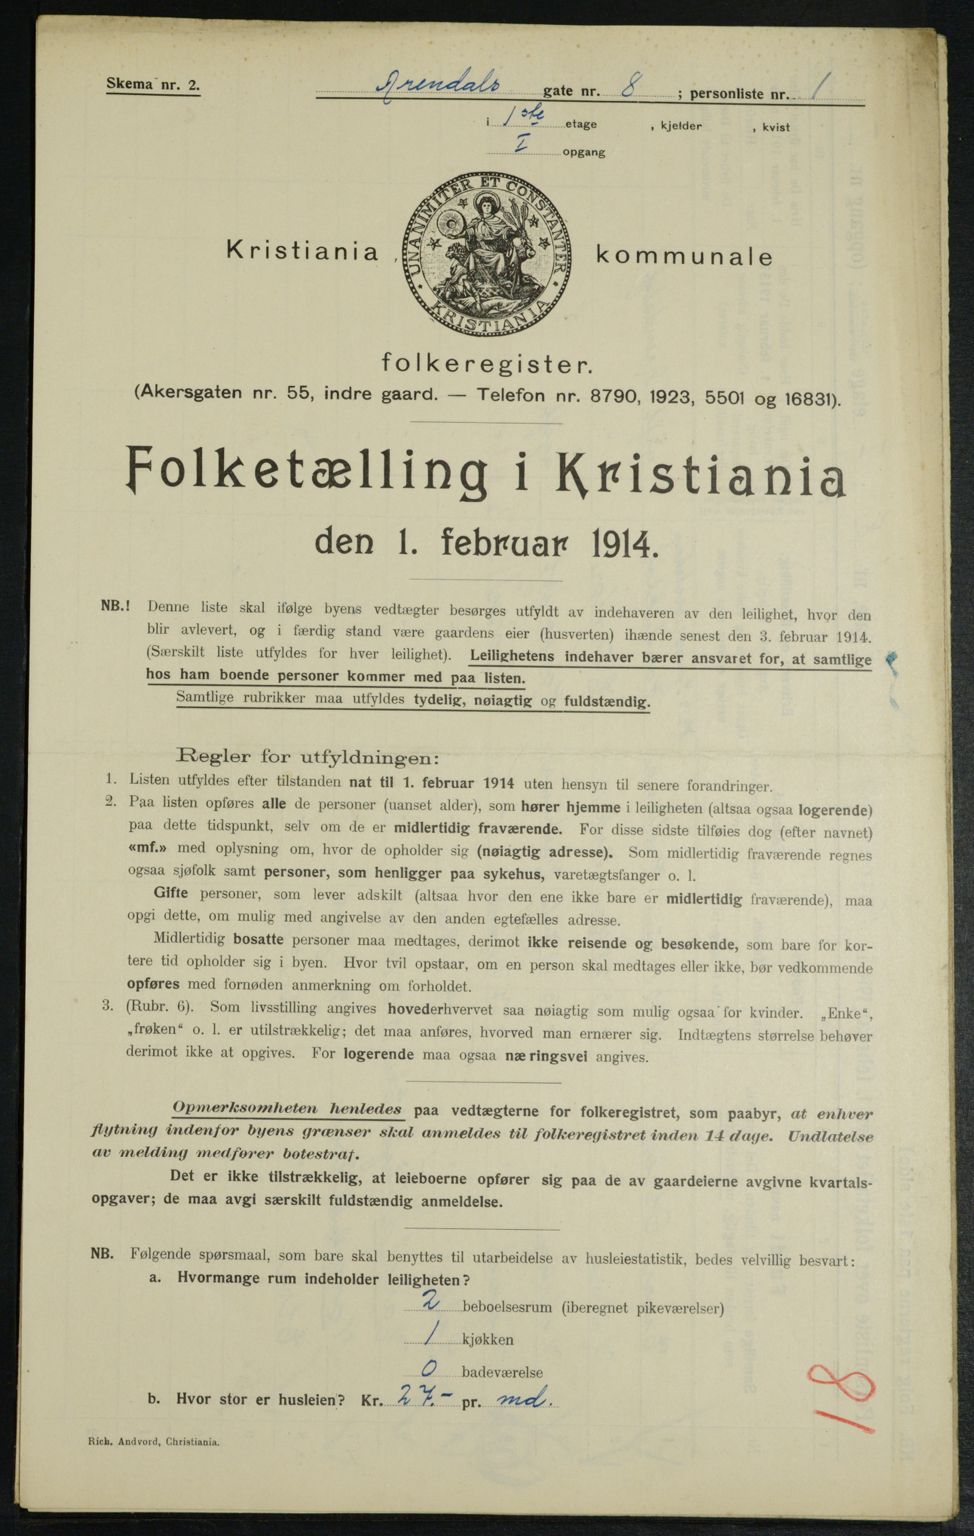 Skema nr. 2.
Arendals gate nr. 8 ; personliste nr. 1
i 1ste etage , kjelder , kvist
I opgang
UNANIMITER ET CONSTANTER
KRISTIANIA
Kristiania kommunale
folkeregister.
(Akersgaten nr. 55, indre gaard. — Telefon nr. 8790, 1923, 5501 og 16831).
Folketælling i Kristiania
den 1. februar 1914.
NB.! Denne liste skal ifølge byens vedtægter besørges utfyldt av indehaveren av den leilighet, hvor den
blir avlevert, og i færdig stand være gaardens eier (husverten) ihænde senest den 3. februar 1914.
(Særskilt liste utfyldes for hver leilighet). Leilighetens indehaver bærer ansvaret for, at samtlige
hos ham boende personer kommer med paa listen.
Samtlige rubrikker maa utfyldes tydelig, nøiagtig og fuldstændig.
Regler for utfyldningen:
1. Listen utfyldes efter tilstanden nat til 1. februar 1914 uten hensyn til senere forandringer.
2. Paa listen opføres alle de personer (uanset alder), som hører hjemme i leiligheten (altsaa ogsaa logerende)
paa dette tidspunkt, selv om de er midlertidig fraværende. For disse sidste tilføies dog (efter navnet)
«mf.» med oplysning om, hvor de opholder sig (nøiagtig adresse). Som midlertidig fraværende regnes
ogsaa sjøfolk samt personer, som henligger paa sykehus, varetægtsfanger o. l.
Gifte personer, som lever adskilt (altsaa hvor den ene ikke bare er midlertidig fraværende), maa
opgi dette, om mulig med angivelse av den anden egtefælles adresse.
Midlertidig bosatte personer maa medtages, derimot ikke reisende og besøkende, som bare for kor-
tere tid opholder sig i byen. Hvor tvil opstaar, om en person skal medtages eller ikke, bør vedkommende
opføres med fornøden anmerkning om forholdet.
3. (Rubr. 6). Som livsstilling angives hovederhvervet saa nøiagtig som mulig ogsaa for kvinder. „Enke“,
„frøken“ o. l. er utilstrækkelig; det maa anføres, hvorved man ernærer sig. Indtægtens størrelse behøver
derimot ikke at opgives. For logerende maa ogsaa næringsvei angives.
Opmerksomheten henledes paa vedtægterne for folkeregistret, som paabyr, at enhver
flytning indenfor byens grænser skal anmeldes til folkeregistret inden 14 dage. Undlatelse
av melding medfører botestraf.
Det er ikke tilstrækkelig, at leieboerne opfører sig paa de av gaardeierne avgivne kvartals-
opgaver; de maa avgi særskilt fuldstændig anmeldelse.
NB. Følgende spørsmaal, som bare skal benyttes til utarbeidelse av husleiestatistik, bedes velvillig besvart:
a. Hvormange rum indeholder leiligheten?
2 beboelsesrum (iberegnet pikeværelser)
1 kjøkken
0 badeværelse
b. Hvor stor er husleien? Kr. 27.- pr. md.
18
Rich. Andvord, Christiania.